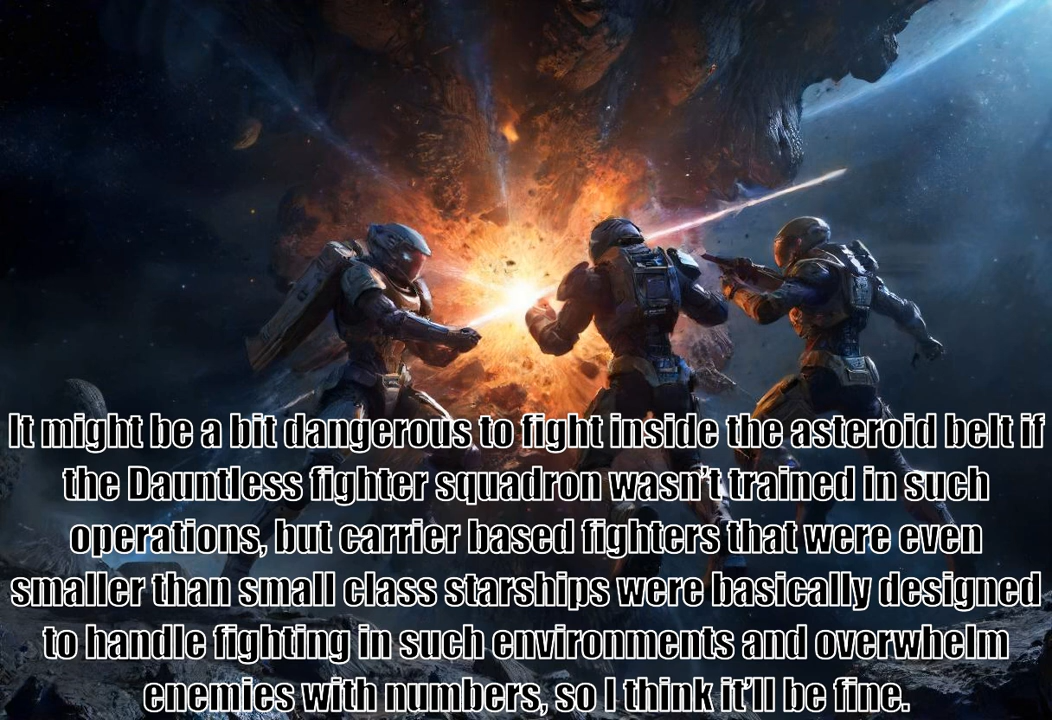 It might be a bit dangerous to fight inside the asteroid belt if
the Dauntless fighter squadron wasn't trained in such
operations, but carrier based fighters that were even
smaller than small class starships were basically designed
to handle fighting in such environments and overwhelm
enemies with numbers, so I think it'll be fine.